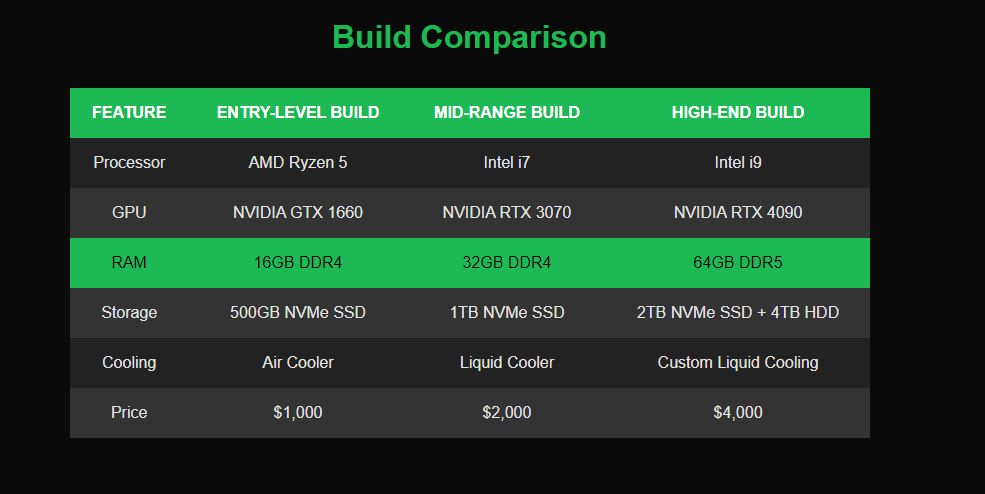 Build Comparison
FEATURE ENTRY-LEVEL BUILD MID-RANGE BUILD HIGH-END BUILD
Processor AMD Ryzen 5 Intel i7 Intel i9
GPU NVIDIA GTX 1660 NVIDIA RTX 3070 NVIDIA RTX 4090
RAM 16GB DDR4 32GB DDR4 64GB DDR5
Storage 500GB NVMe SSD 1TB NVMe SSD 2TB NVMe SSD + 4TB HDD
Cooling Air Cooler Liquid Cooler Custom Liquid Cooling
Price $1,000 $2,000 $4,000